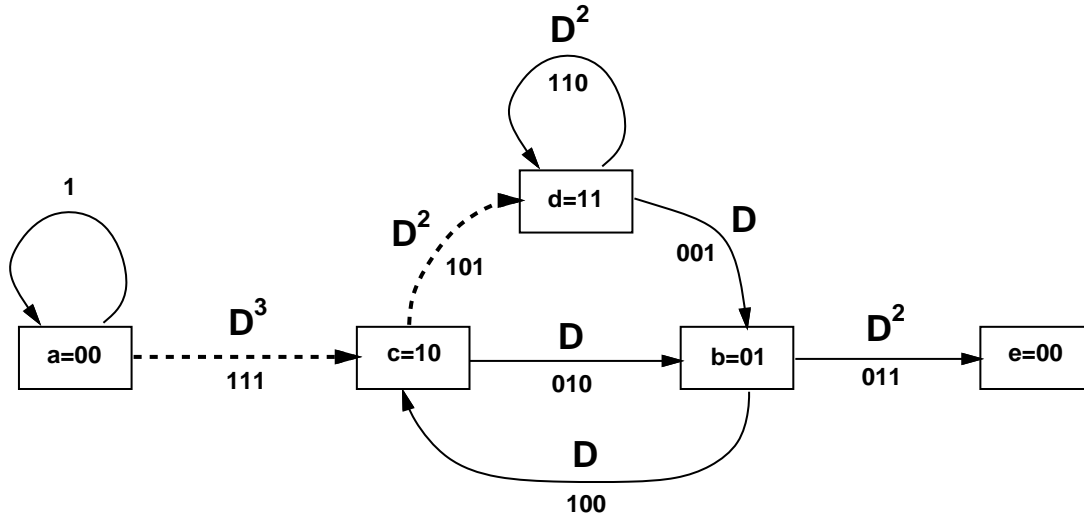 D²
110
1
d=11
D²
D
101
001
D³
D²
a=00
c=10
D
b=01
e=00
111
010
011
D
100